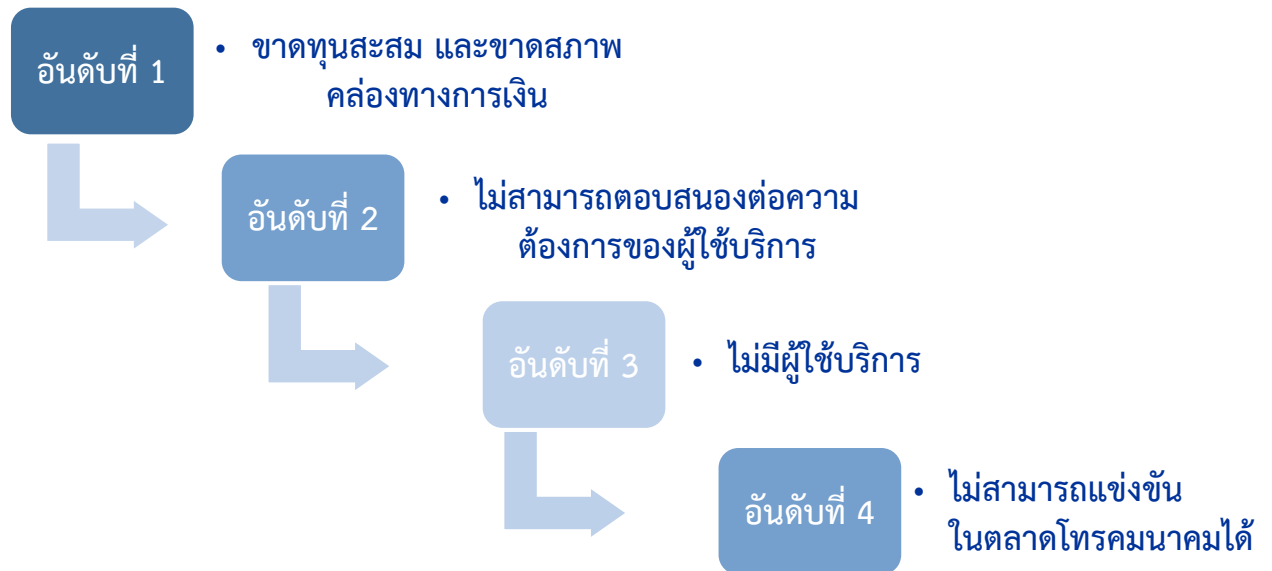 อันดับที่ 1
• ขาดทุนสะสม และขาดสภาพ
คล่องทางการเงิน
อันดับที่ 2
• ไม่สามารถตอบสนองต่อความ
ต้องการของผู้ใช้บริการ
อันดับที่ 3
• ไม่มีผู้ใช้บริการ
อันดับที่ 4
• ไม่สามารถแข่งขัน
ในตลาดโทรคมนาคมได้